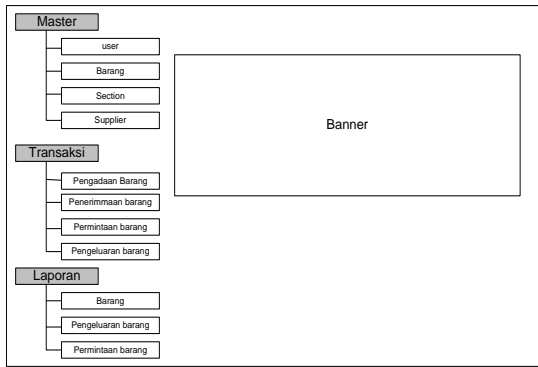 Master
user
Barang
Section
Supplier
Banner
Transaksi
Pengadaan Barang
Penerimmaan barang
Permintaan barang
Pengeluaran barang
Laporan
Barang
Pengeluaran barang
Permintaan barang